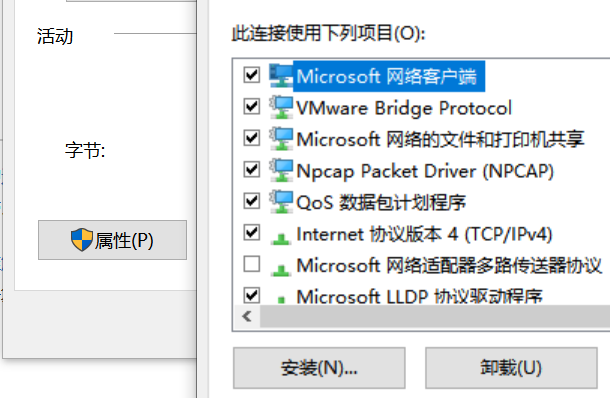 活动
字节:
属性(P)
此连接使用下列项目(O):
Microsoft 网络客户端
VMware Bridge Protocol
Microsoft 网络的文件和打印机共享
Npcap Packet Driver (NPCAP)
QoS 数据包计划程序
Internet 协议版本 4 (TCP/IPv4)
Microsoft 网络适配器多路传送器协议
Microsoft LLDP 协议驱动程序
安装(N)...
卸载(U)